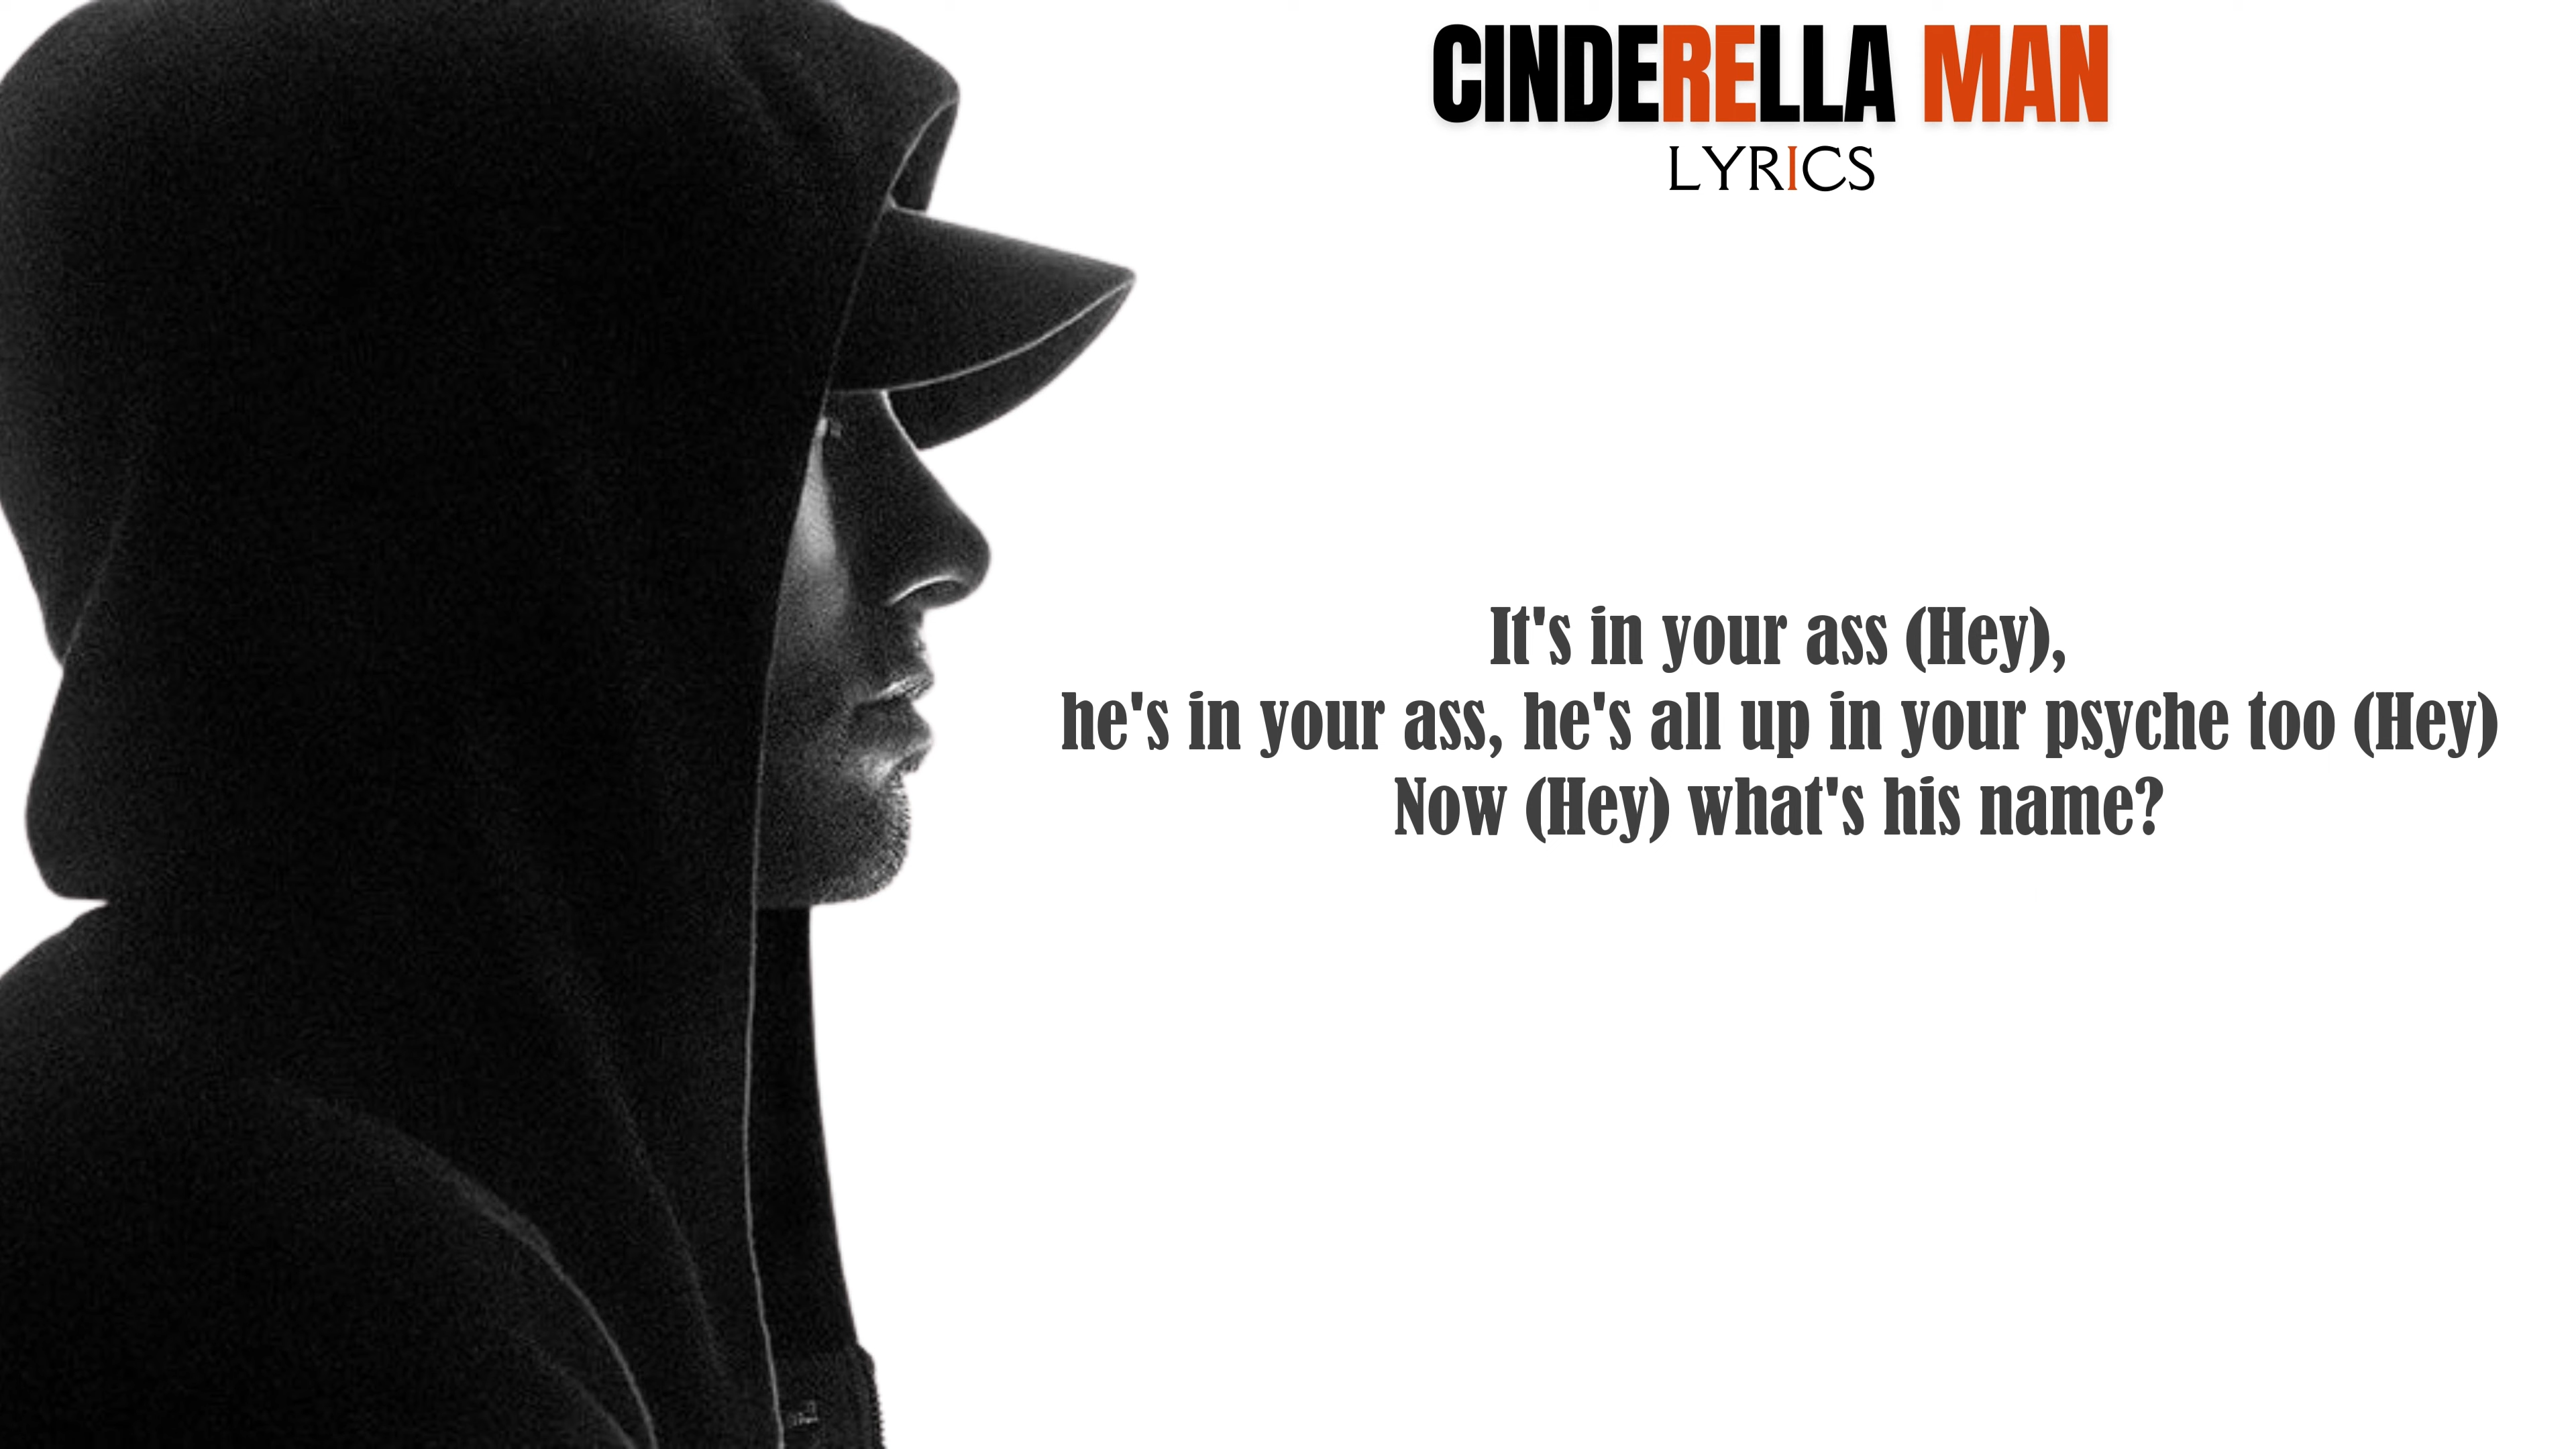 CINDERELLA MAN
LYRICS
It's in your ass (Hey),
he's in your ass, he's all up in your psyche too (Hey)
Now (Hey) what's his name?